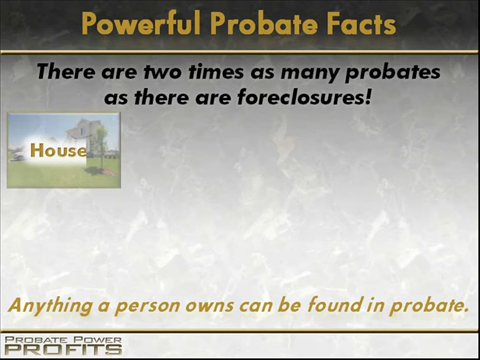 Powerful Probate Facts
There are two times as many probates
as there are foreclosures!
House
Anything a person owns can be found in probate.
PROBATE POWER
PROFITS